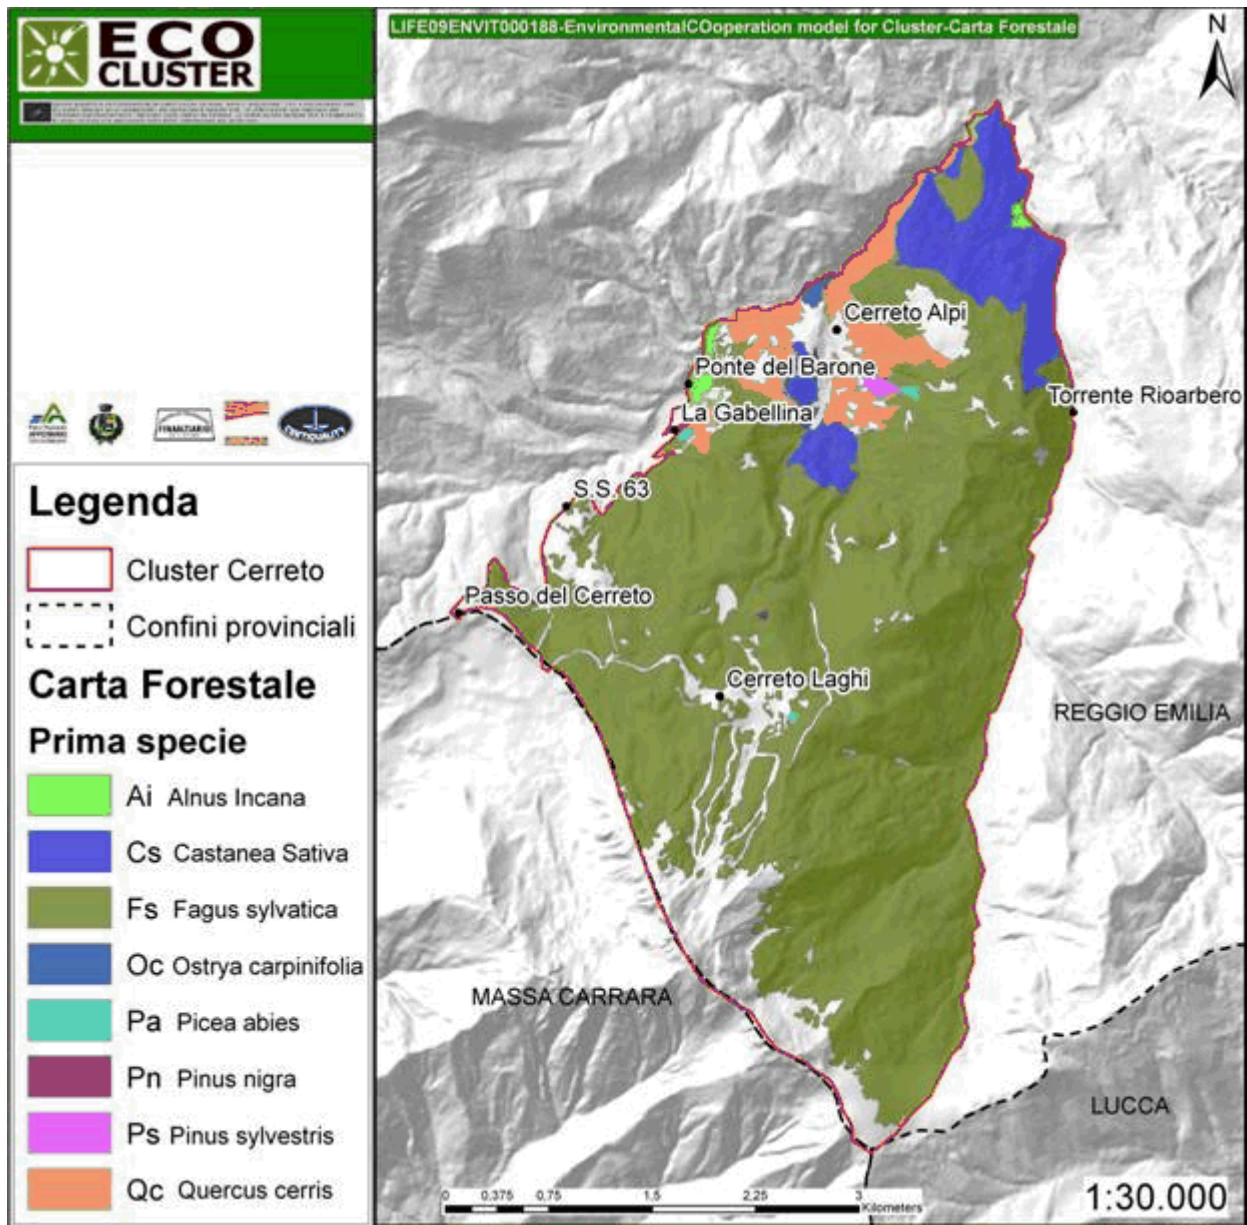 ECO
CLUSTER
LIFE09ENVIT000188-EnvironmentalCOoperation model for Cluster-Carta Forestale
N
Cerreto Alpi
Ponte del Barone
Torrente Rioarbero
La Gabellina
S.S. 63
Passo del Cerreto
Cerreto Laghi
REGGIO EMILIA
MASSA CARRARA
LUCCA
CERTIQUALITY
Legenda
Cluster Cerreto
Confini provinciali
Carta Forestale
Prima specie
Ai Alnus Incana
Cs Castanea Sativa
Fs Fagus sylvatica
Oc Ostrya carpinifolia
Pa Picea abies
Pn Pinus nigra
Ps Pinus sylvestris
Qc Quercus cerris
0 0.375 0.75 1.5 2.25 3
Kilometers
1:30.000